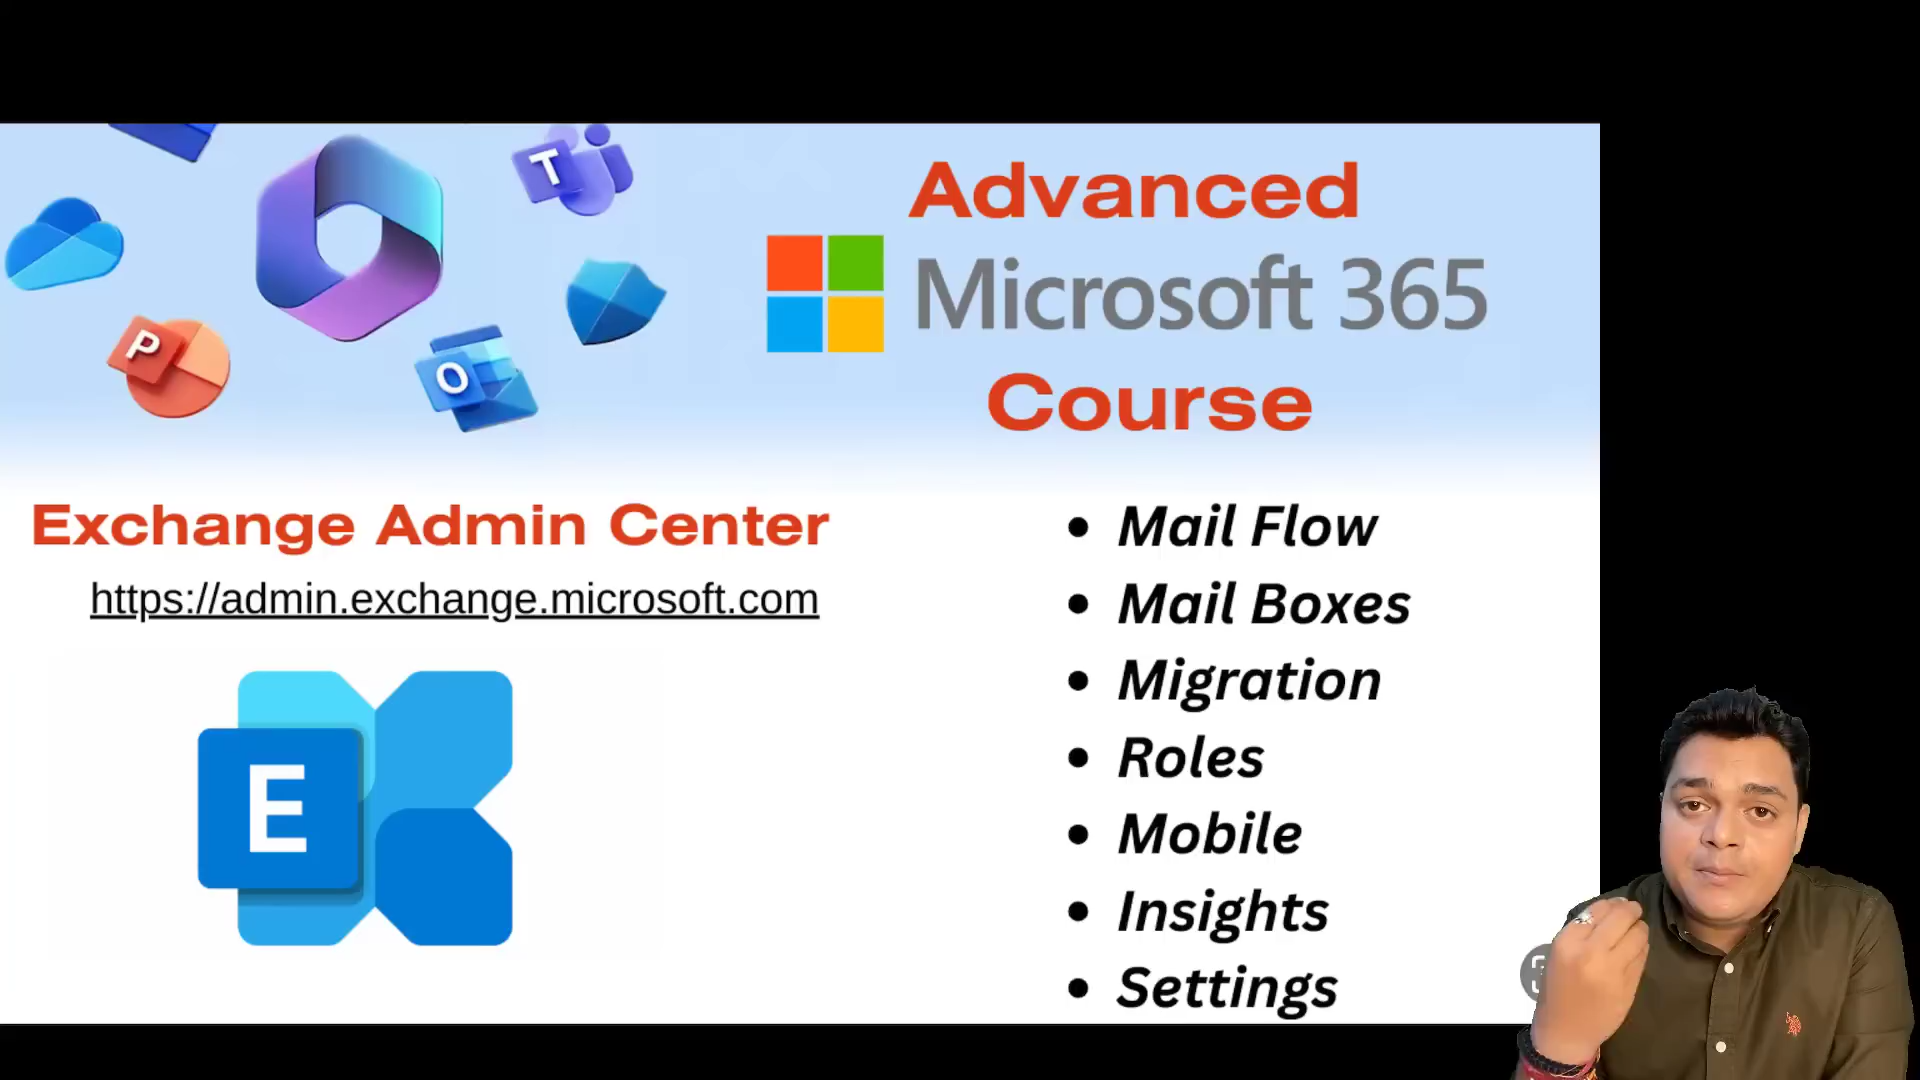 T
P
O
Advanced
Microsoft 365
Course
Exchange Admin Center
https://admin.exchange.microsoft.com
E
• Mail Flow
• Mail Boxes
• Migration
• Roles
• Mobile
• Insights
• Settings